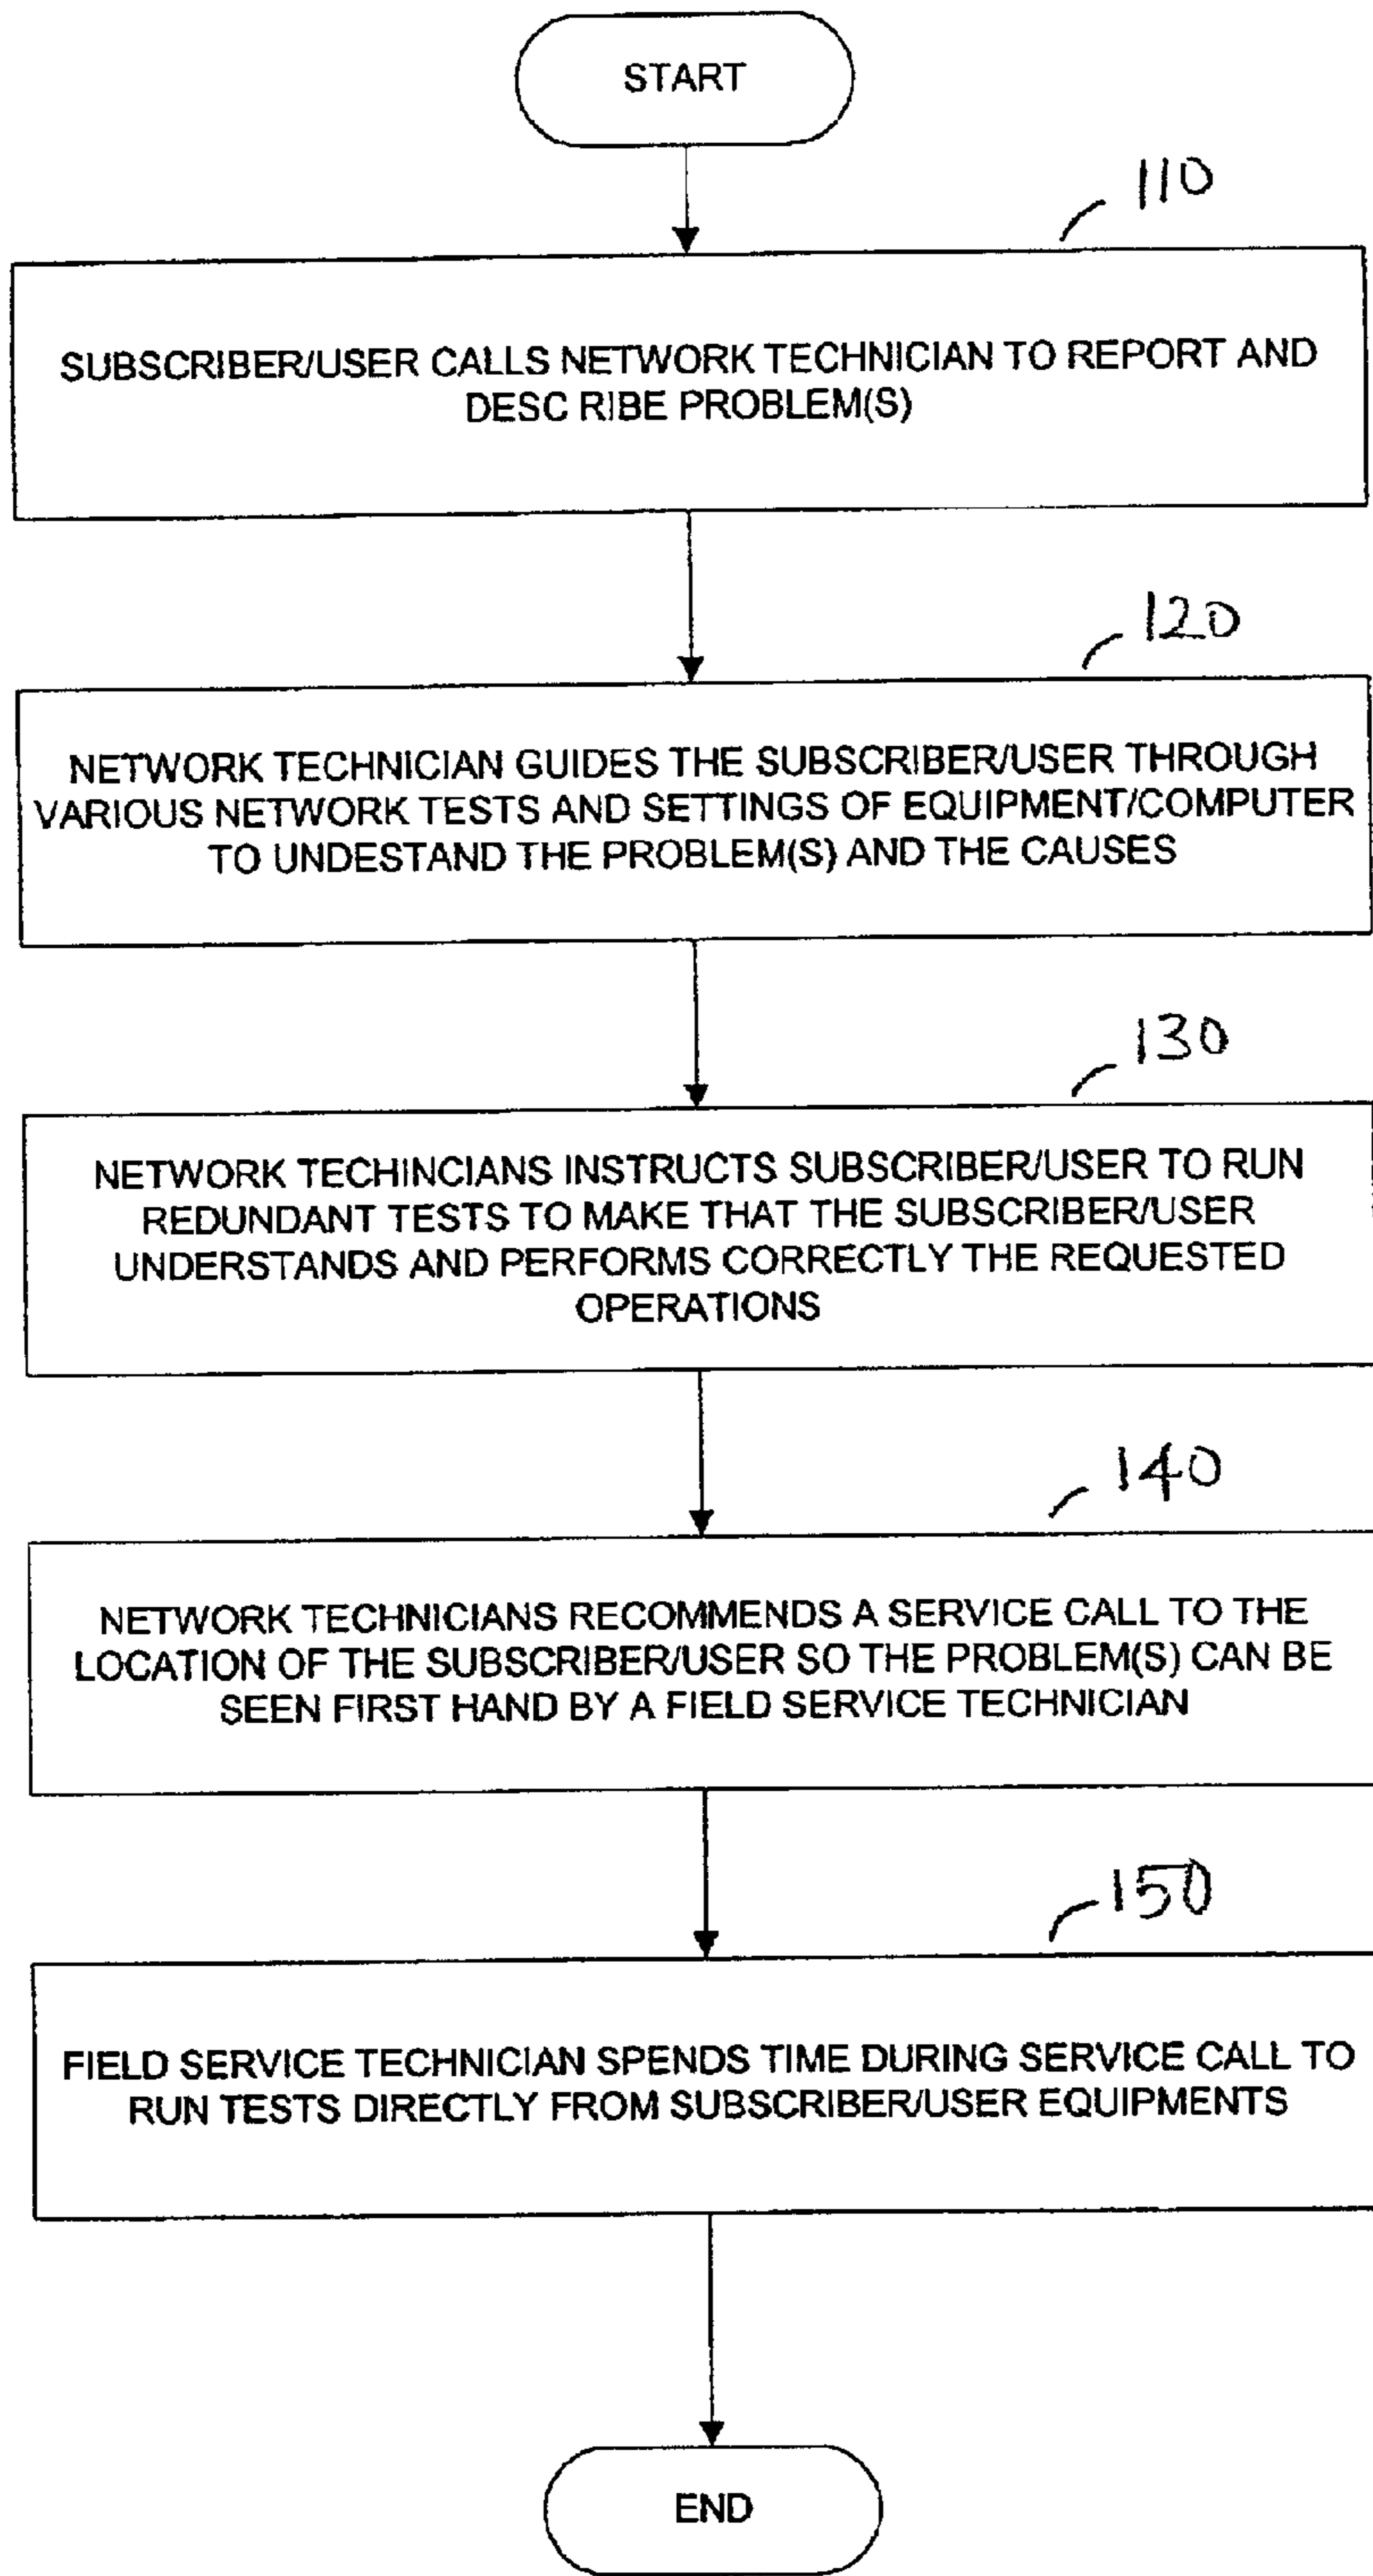 START
110
SUBSCRIBER/USER CALLS NETWORK TECHNICIAN TO REPORT AND
DESC RIBE PROBLEM(S)
120
NETWORK TECHNICIAN GUIDES THE SUBSCRIBER/USER THROUGH
VARIOUS NETWORK TESTS AND SETTINGS OF EQUIPMENT/COMPUTER
TO UNDESTAND THE PROBLEM(S) AND THE CAUSES
130
NETWORK TECHINCIANS INSTRUCTS SUBSCRIBER/USER TO RUN
REDUNDANT TESTS TO MAKE THAT THE SUBSCRIBER/USER
UNDERSTANDS AND PERFORMS CORRECTLY THE REQUESTED
OPERATIONS
140
NETWORK TECHNICIANS RECOMMENDS A SERVICE CALL TO THE
LOCATION OF THE SUBSCRIBER/USER SO THE PROBLEM(S) CAN BE
SEEN FIRST HAND BY A FIELD SERVICE TECHNICIAN
150
FIELD SERVICE TECHNICIAN SPENDS TIME DURING SERVICE CALL TO
RUN TESTS DIRECTLY FROM SUBSCRIBER/USER EQUIPMENTS
END